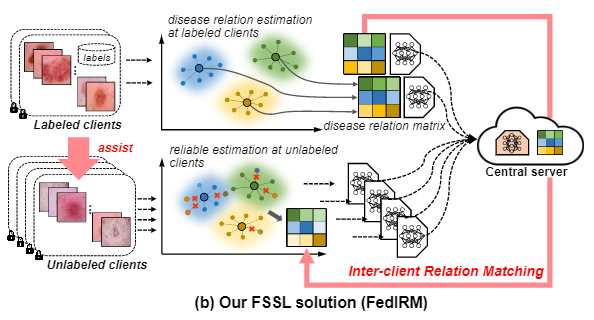 disease relation estimation
at labeled clients
labels
Labeled clients
disease relation matrix
assist
reliable estimation at unlabeled
clients
Central server
Unlabeled clients
Inter-client Relation Matching
(b) Our FSSL solution (FedIRM)